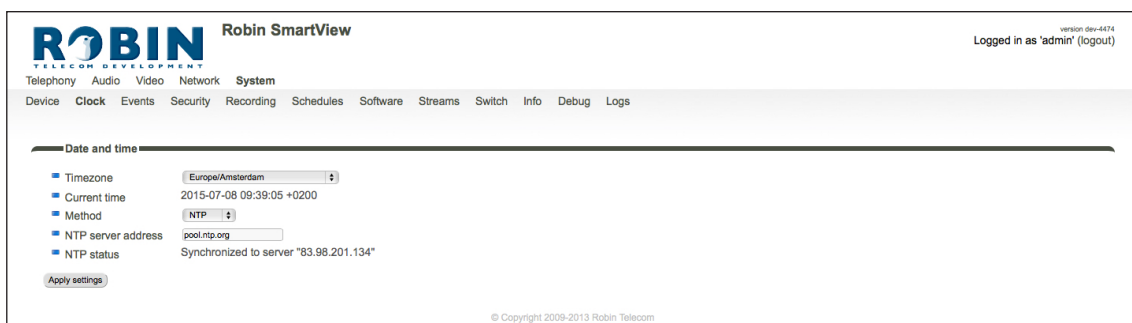 ROBIN
TELECOM DEVELOPMENT
Robin SmartView
version dev-4474
Logged in as 'admin' (logout)
Telephony Audio Video Network System
Device Clock Events Security Recording Schedules Software Streams Switch Info Debug Logs
Date and time
Timezone Europe/Amsterdam
Current time 2015-07-08 09:39:05 +0200
Method NTP
NTP server address pool.ntp.org
NTP status Synchronized to server "83.98.201.134"
Apply settings
© Copyright 2009-2013 Robin Telecom